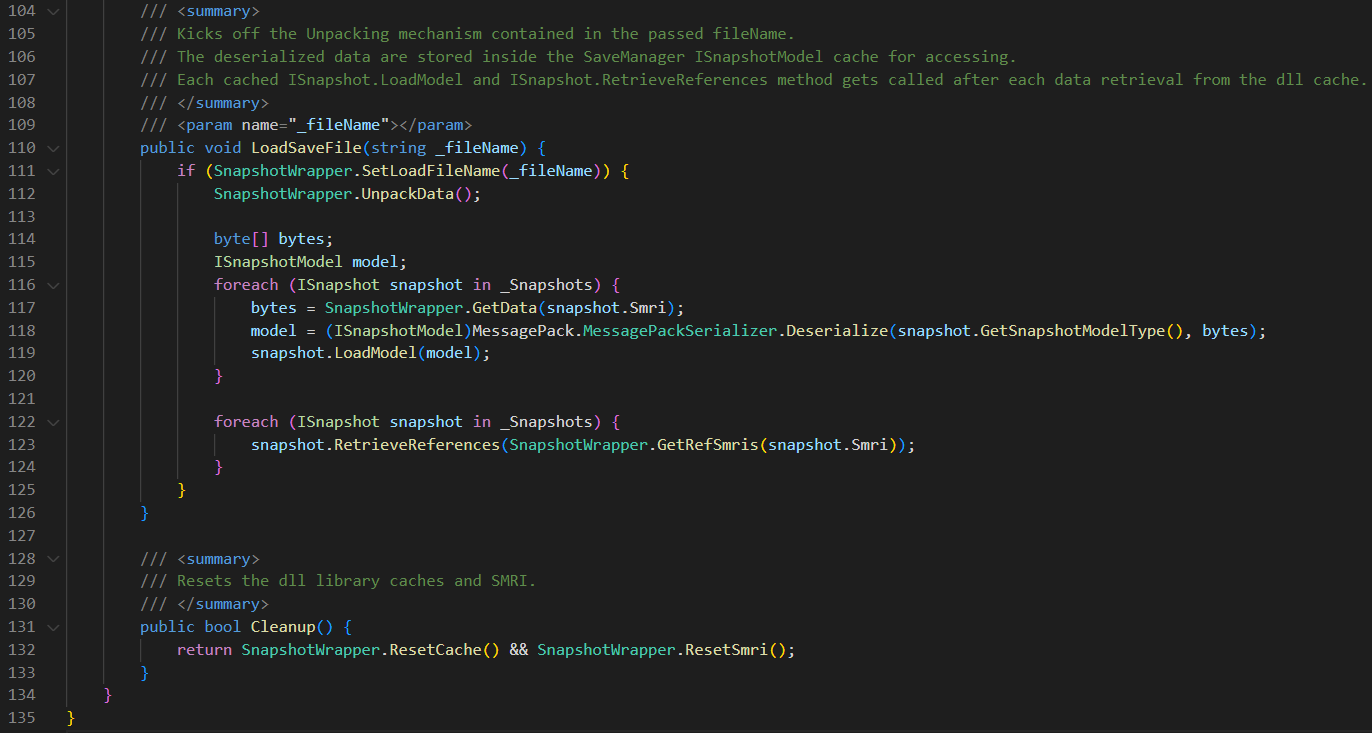 104 /// <summary>
105 /// Kicks off the Unpacking mechanism contained in the passed fileName.
106 /// The deserialized data are stored inside the SaveManager ISnapshotModel cache for accessing.
107 /// Each cached ISnapshot.LoadModel and ISnapshot.RetrieveReferences method gets called after each data retrieval from the dll cache.
108 /// </summary>
109 /// <param name="_fileName"></param>
110 public void LoadSaveFile(string _fileName) {
111 if (SnapshotWrapper.SetLoadFileName(_fileName)) {
112 SnapshotWrapper.UnpackData();
113
114 byte[] bytes;
115 ISnapshotModel model;
116 foreach (ISnapshot snapshot in _Snapshots) {
117 bytes = SnapshotWrapper.GetData(snapshot.Smri);
118 model = (ISnapshotModel)MessagePack.MessagePackSerializer.Deserialize(snapshot.GetSnapshotModelType(), bytes);
119 snapshot.LoadModel(model);
120 }
121
122 foreach (ISnapshot snapshot in _Snapshots) {
123 snapshot.RetrieveReferences(SnapshotWrapper.GetRefSmris(snapshot.Smri));
124 }
125 }
126 }
127
128 /// <summary>
129 /// Resets the dll library caches and SMRI.
130 /// </summary>
131 public bool Cleanup() {
132 return SnapshotWrapper.ResetCache() && SnapshotWrapper.ResetSmri();
133 }
134 }
135 }